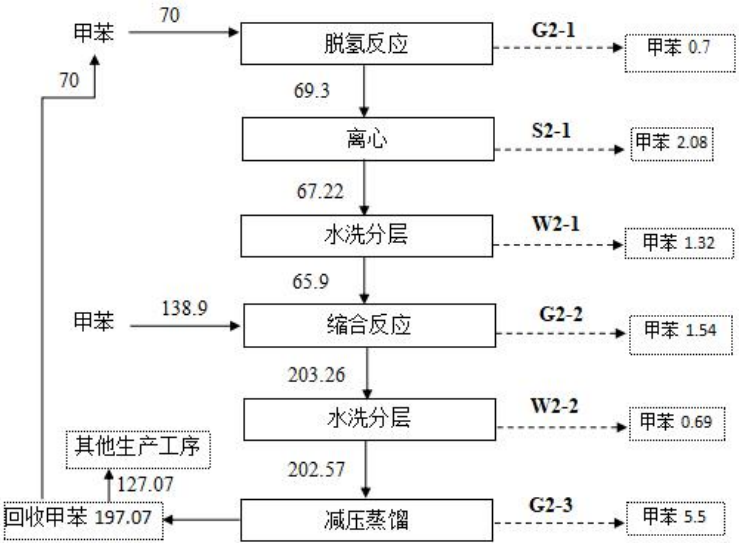 70
G2-1
甲苯
脱氢反应
甲苯 0.7
70
69.3
S2-1
离心
甲苯 2.08
67.22
W2-1
水洗分层
甲苯 1.32
65.9
138.9
G2-2
甲苯
缩合反应
甲苯 1.54
203.26
W2-2
水洗分层
甲苯 0.69
其他生产工序
202.57
127.07
G2-3
回收甲苯 197.07
减压蒸馏
甲苯 5.5